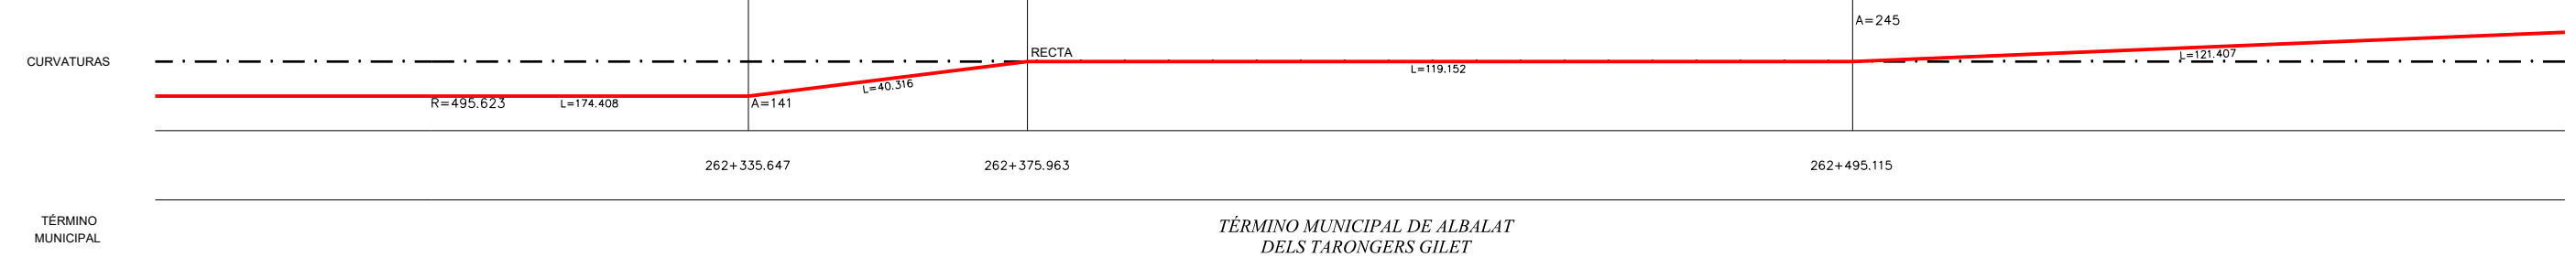 A=245
CURVATURAS
RECTA
L=119.152
L=121.407
R=495.623
L=174.408
A=141
L=40.316
262+335.647
262+375.963
262+495.115
TÉRMINO
MUNICIPAL
TÉRMINO MUNICIPAL DE ALBALAT
DELS TARONGERS GILET